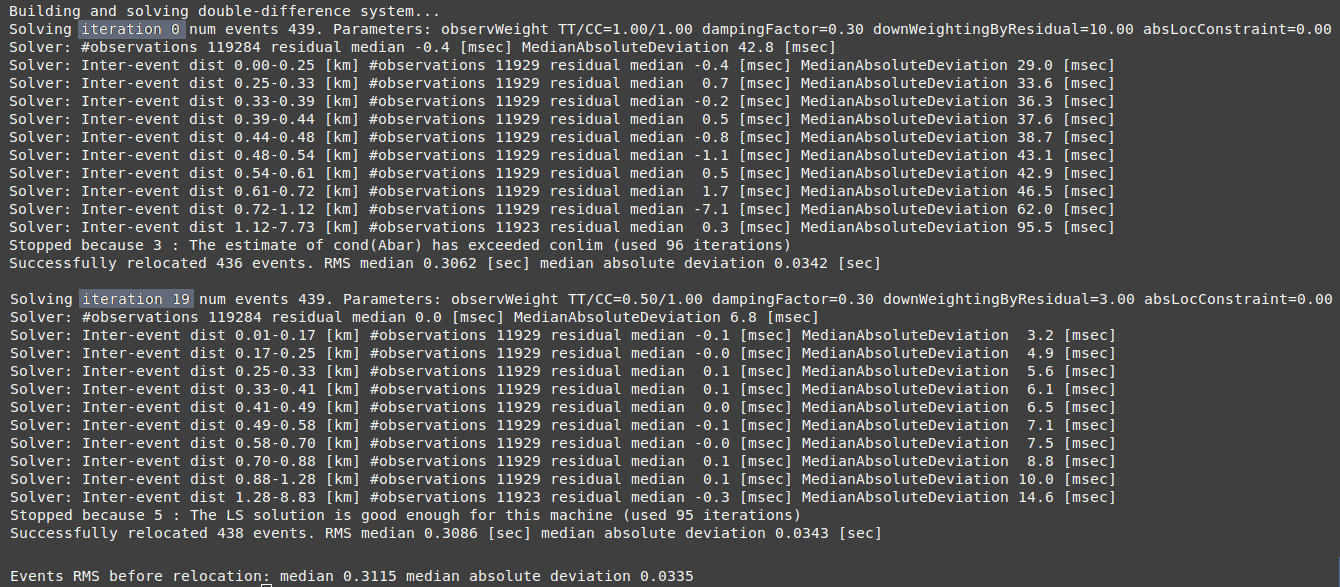 Building and solving double-difference system...
Solving iteration 0 num events 439. Parameters: observWeight TT/CC=1.00/1.00 dampingFactor=0.30 downWeightingByResidual=10.00 absLocConstraint=0.00
Solver: #observations 119284 residual median -0.4 [msec] MedianAbsoluteDeviation 42.8 [msec]
Solver: Inter-event dist 0.00-0.25 [km] #observations 11929 residual median -0.4 [msec] MedianAbsoluteDeviation 29.0 [msec]
Solver: Inter-event dist 0.25-0.33 [km] #observations 11929 residual median  0.7 [msec] MedianAbsoluteDeviation 33.6 [msec]
Solver: Inter-event dist 0.33-0.39 [km] #observations 11929 residual median -0.2 [msec] MedianAbsoluteDeviation 36.3 [msec]
Solver: Inter-event dist 0.39-0.44 [km] #observations 11929 residual median  0.5 [msec] MedianAbsoluteDeviation 37.6 [msec]
Solver: Inter-event dist 0.44-0.48 [km] #observations 11929 residual median -0.8 [msec] MedianAbsoluteDeviation 38.7 [msec]
Solver: Inter-event dist 0.48-0.54 [km] #observations 11929 residual median -1.1 [msec] MedianAbsoluteDeviation 43.1 [msec]
Solver: Inter-event dist 0.54-0.61 [km] #observations 11929 residual median  0.5 [msec] MedianAbsoluteDeviation 42.9 [msec]
Solver: Inter-event dist 0.61-0.72 [km] #observations 11929 residual median  1.7 [msec] MedianAbsoluteDeviation 46.5 [msec]
Solver: Inter-event dist 0.72-1.12 [km] #observations 11929 residual median -7.1 [msec] MedianAbsoluteDeviation 62.0 [msec]
Solver: Inter-event dist 1.12-7.73 [km] #observations 11923 residual median  0.3 [msec] MedianAbsoluteDeviation 95.5 [msec]
Stopped because 3 : The estimate of cond(Abar) has exceeded conlim (used 96 iterations)
Successfully relocated 436 events. RMS median 0.3062 [sec] median absolute deviation 0.0342 [sec]
Solving iteration 19 num events 439. Parameters: observWeight TT/CC=0.50/1.00 dampingFactor=0.30 downWeightingByResidual=3.00 absLocConstraint=0.00
Solver: #observations 119284 residual median 0.0 [msec] MedianAbsoluteDeviation 6.8 [msec]
Solver: Inter-event dist 0.01-0.17 [km] #observations 11929 residual median -0.1 [msec] MedianAbsoluteDeviation  3.2 [msec]
Solver: Inter-event dist 0.17-0.25 [km] #observations 11929 residual median -0.0 [msec] MedianAbsoluteDeviation  4.9 [msec]
Solver: Inter-event dist 0.25-0.33 [km] #observations 11929 residual median  0.1 [msec] MedianAbsoluteDeviation  5.6 [msec]
Solver: Inter-event dist 0.33-0.41 [km] #observations 11929 residual median  0.1 [msec] MedianAbsoluteDeviation  6.1 [msec]
Solver: Inter-event dist 0.41-0.49 [km] #observations 11929 residual median  0.0 [msec] MedianAbsoluteDeviation  6.5 [msec]
Solver: Inter-event dist 0.49-0.58 [km] #observations 11929 residual median -0.1 [msec] MedianAbsoluteDeviation  7.1 [msec]
Solver: Inter-event dist 0.58-0.70 [km] #observations 11929 residual median -0.0 [msec] MedianAbsoluteDeviation  7.5 [msec]
Solver: Inter-event dist 0.70-0.88 [km] #observations 11929 residual median  0.1 [msec] MedianAbsoluteDeviation  8.8 [msec]
Solver: Inter-event dist 0.88-1.28 [km] #observations 11929 residual median  0.1 [msec] MedianAbsoluteDeviation 10.0 [msec]
Solver: Inter-event dist 1.28-8.83 [km] #observations 11923 residual median -0.3 [msec] MedianAbsoluteDeviation 14.6 [msec]
Stopped because 5 : The LS solution is good enough for this machine (used 95 iterations)
Successfully relocated 438 events. RMS median 0.3086 [sec] median absolute deviation 0.0343 [sec]
Events RMS before relocation: median 0.3115 median absolute deviation 0.0335